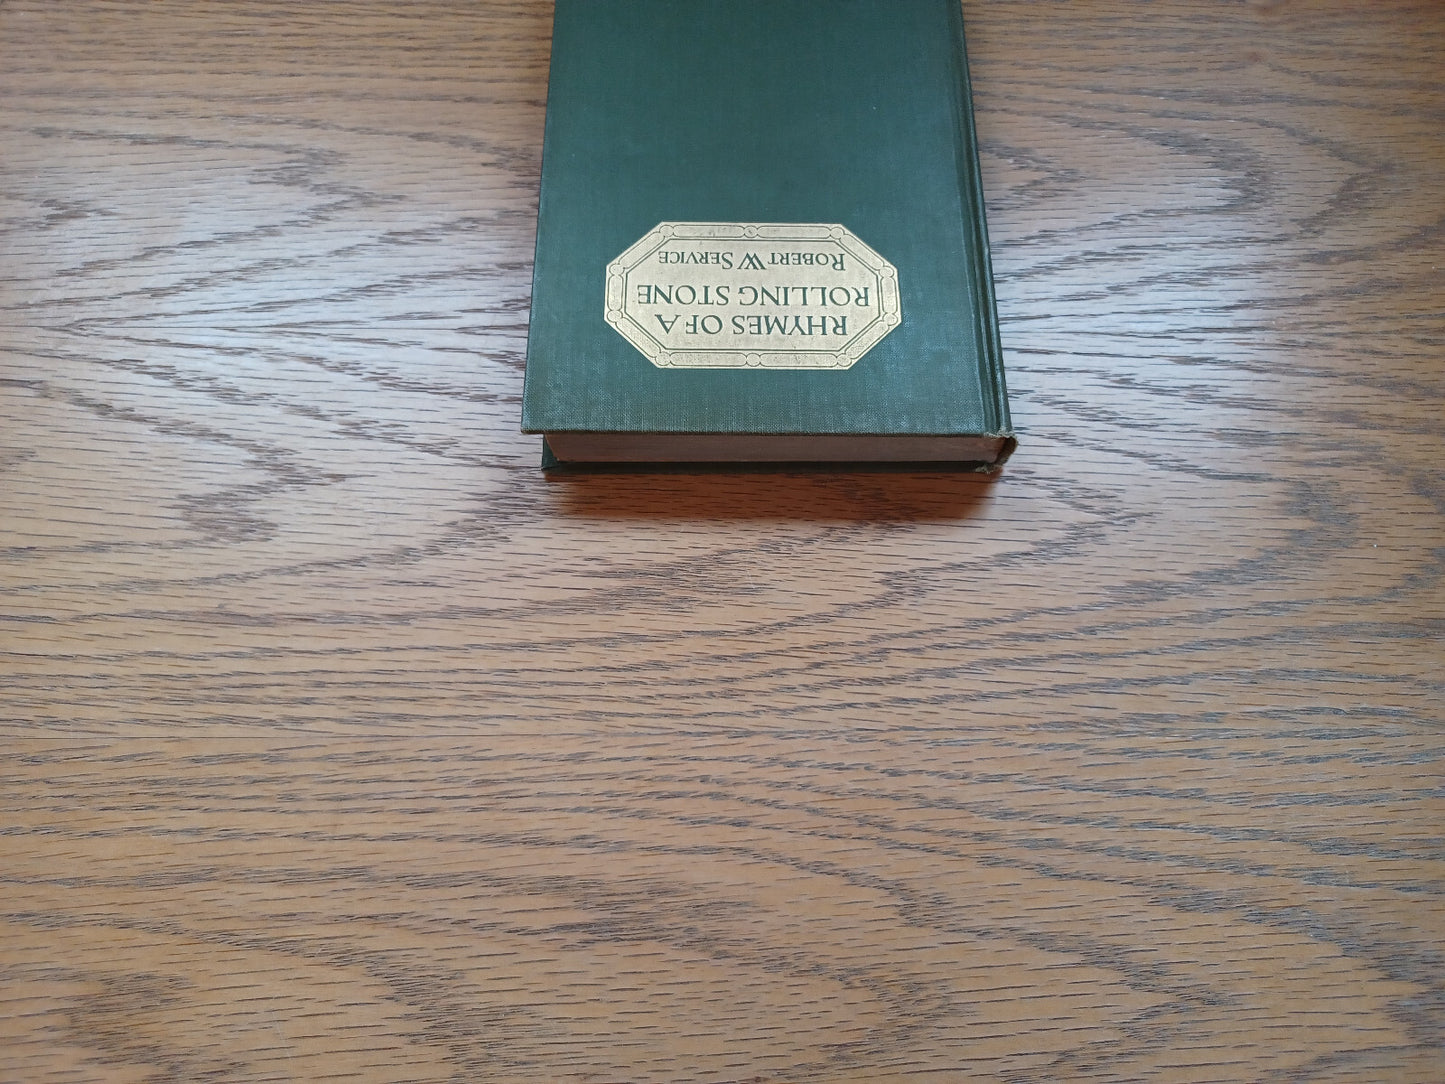 RHYMES OF A
ROLLING STONE
ROBERT W SERVICE